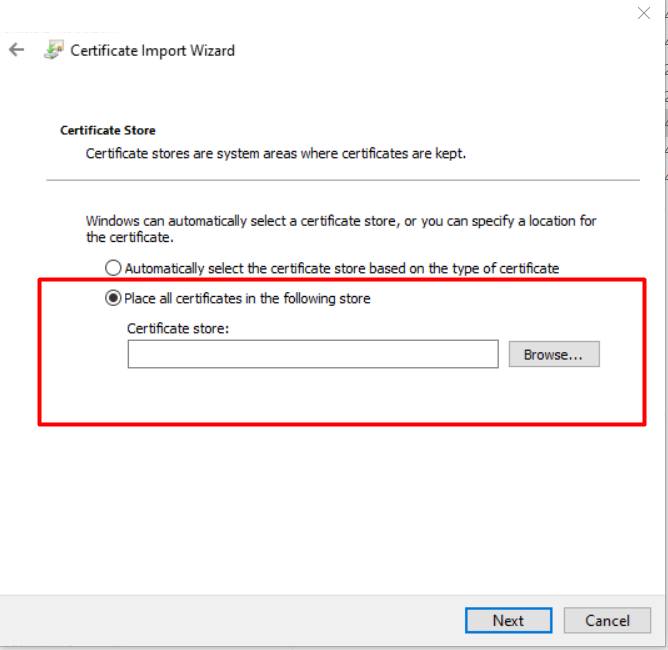 Certificate Import Wizard
Certificate Store
Certificate stores are system areas where certificates are kept.
Windows can automatically select a certificate store, or you can specify a location for
the certificate.
Automatically select the certificate store based on the type of certificate
Place all certificates in the following store
Certificate store:
Browse...
Next
Cancel